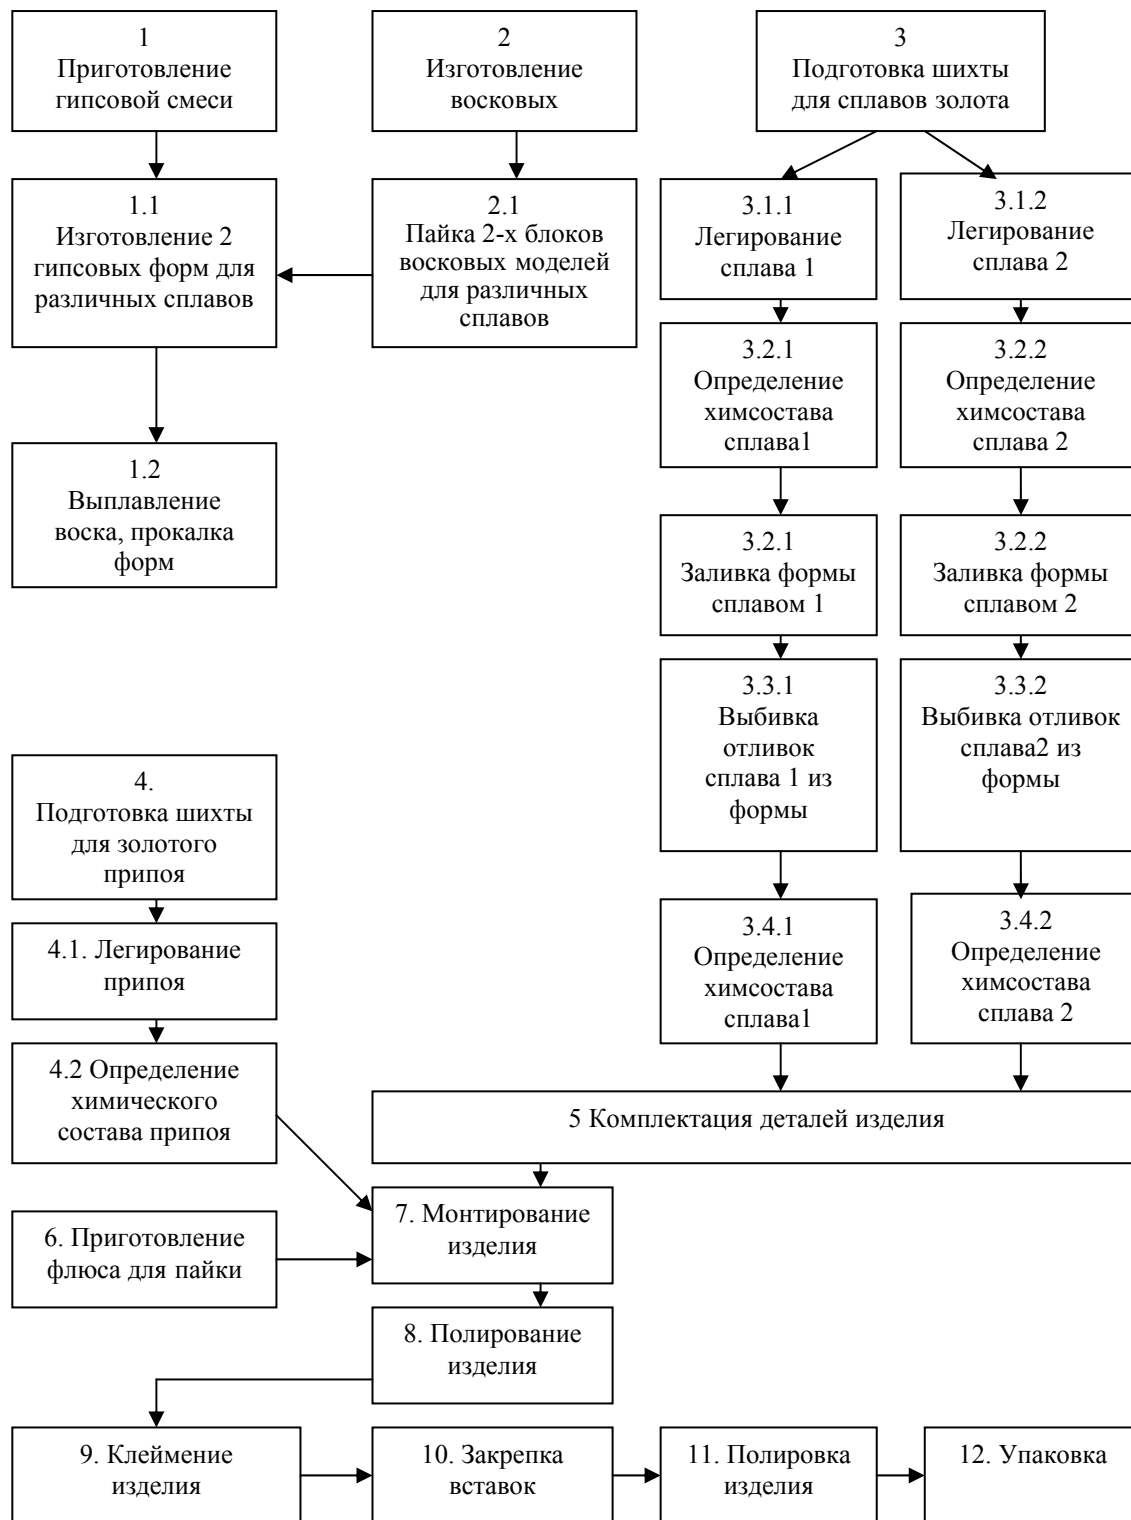 1
Приготовление
гипсовой смеси
2
Изготовление
восковых
3
Подготовка шихты
для сплавов золота
1.1
Изготовление 2
гипсовых форм для
различных сплавов
2.1
Пайка 2-х блоков
восковых моделей
для различных
сплавов
3.1.1
Легирование
сплава 1
3.1.2
Легирование
сплава 2
3.2.1
Определение
химсостава
сплава1
3.2.2
Определение
химсостава
сплава 2
1.2
Выплавление
воска, прокалка
форм
3.2.1
Заливка формы
сплавом 1
3.2.2
Заливка формы
сплавом 2
3.3.1
Выбивка
отливок
сплава 1 из
формы
3.3.2
Выбивка отливок
сплава2 из
формы
4.
Подготовка шихты
для золотого
припоя
4.1. Легирование
припоя
3.4.1
Определение
химсостава
сплава1
3.4.2
Определение
химсостава
сплава 2
4.2 Определение
химического
состава припоя
5 Комплектация деталей изделия
6. Приготовление
флюса для пайки
7. Монтирование
изделия
8. Полирование
изделия
9. Клеймение
изделия
10. Закрепка
вставок
11. Полировка
изделия
12. Упаковка